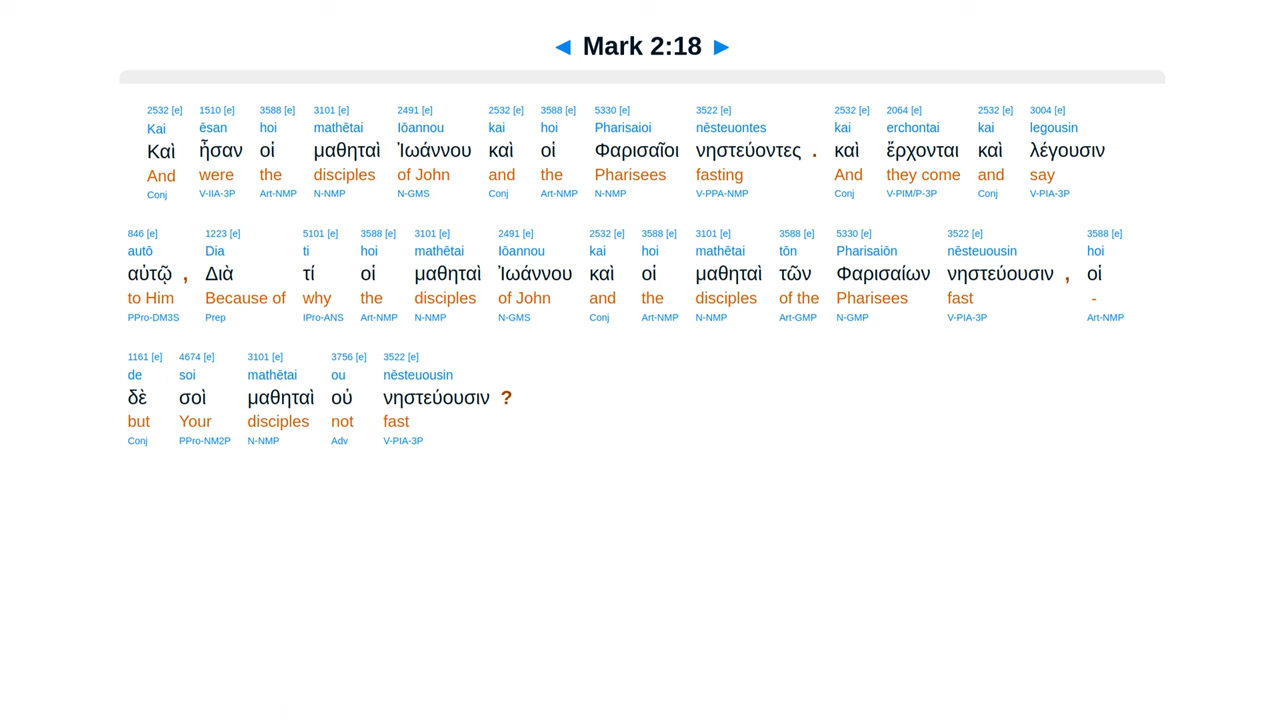 ◄ Mark 2:18 ►
2532 [e] 1510 [e] 3588 [e] 3101 [e] 2491 [e] 2532 [e] 3588 [e] 5330 [e] 3522 [e] 2532 [e] 2064 [e] 2532 [e] 3004 [e]
Kai ēsan hoi mathētai Iōannou kai hoi Pharisaioi nēsteuontes kai erchontai kai legousin
Καὶ ἦσαν οἱ μαθηταὶ Ἰωάννου καὶ οἱ Φαρισαῖοι νηστεύοντες . καὶ ἔρχονται καὶ λέγουσιν
And were the disciples of John and the Pharisees fasting And they come and say
Conj V-IIA-3P Art-NMP N-NMP N-GMS Conj Art-NMP N-NMP V-PPA-NMP Conj V-PIM/P-3P Conj V-PIA-3P
846 [e] 1223 [e] 5101 [e] 3588 [e] 3101 [e] 2491 [e] 2532 [e] 3588 [e] 3101 [e] 3588 [e] 5330 [e] 3522 [e] 3588 [e]
autō Dia ti hoi mathētai Iōannou kai hoi mathētai tōn Pharisaiōn nēsteuousin hoi
αὐτῷ , Διὰ τί οἱ μαθηταὶ Ἰωάννου καὶ οἱ μαθηταὶ τῶν Φαρισαίων νηστεύουσιν , οἱ
to Him Because of why the disciples of John and the disciples of the Pharisees fast -
PPro-DM3S Prep IPro-ANS Art-NMP N-NMP N-GMS Conj Art-NMP N-NMP Art-GMP N-GMP V-PIA-3P Art-NMP
1161 [e] 4674 [e] 3101 [e] 3756 [e] 3522 [e]
de soi mathētai ou nēsteuousin
δὲ σοὶ μαθηταὶ οὐ νηστεύουσιν ?
but Your disciples not fast
Conj PPro-NM2P N-NMP Adv V-PIA-3P